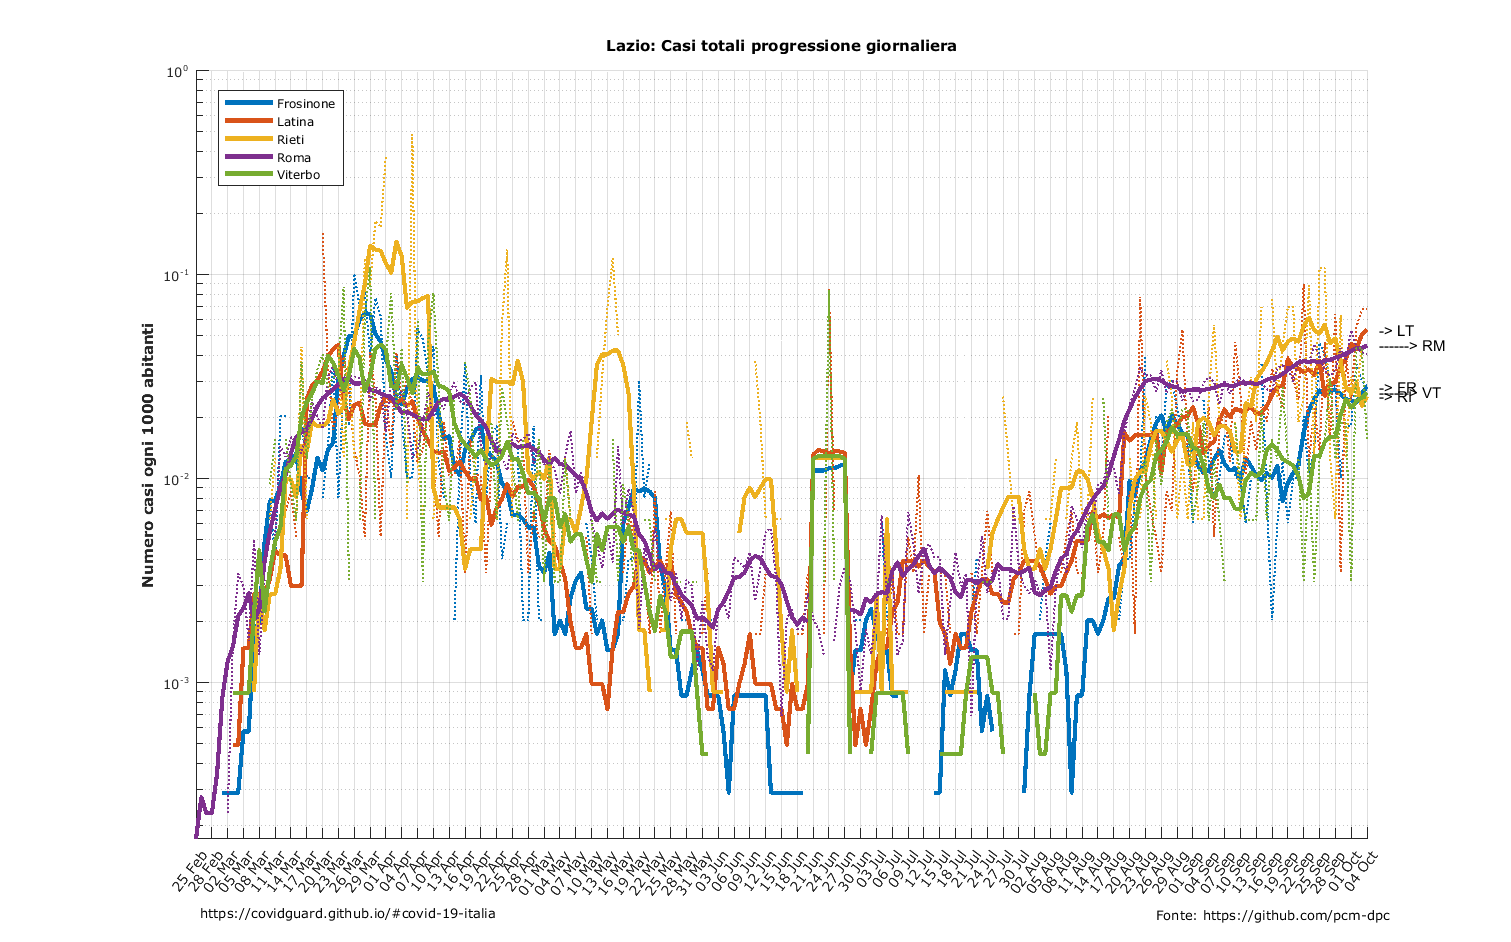 Lazio: Casi totali progressione giornaliera
10^0
10^-1
10^-2
10^-3
Numero casi ogni 1000 abitanti
Frosinone
Latina
Rieti
Roma
Viterbo
-> LT
------> RM
-> FR
------> VT
-> RI
25 Feb
28 Feb
02 Mar
05 Mar
08 Mar
11 Mar
14 Mar
17 Mar
20 Mar
23 Mar
26 Mar
29 Mar
01 Apr
04 Apr
07 Apr
10 Apr
13 Apr
16 Apr
19 Apr
22 Apr
25 Apr
28 Apr
01 May
04 May
07 May
10 May
13 May
16 May
19 May
22 May
25 May
28 May
31 May
03 Jun
06 Jun
09 Jun
12 Jun
15 Jun
18 Jun
21 Jun
24 Jun
27 Jun
30 Jun
03 Jul
06 Jul
09 Jul
12 Jul
15 Jul
18 Jul
21 Jul
24 Jul
27 Jul
30 Jul
02 Aug
05 Aug
08 Aug
11 Aug
14 Aug
17 Aug
20 Aug
23 Aug
26 Aug
29 Aug
01 Sep
04 Sep
07 Sep
10 Sep
13 Sep
16 Sep
19 Sep
22 Sep
25 Sep
28 Sep
01 Oct
04 Oct
https://covidguard.github.io/#covid-19-italia
Fonte: https://github.com/pcm-dpc